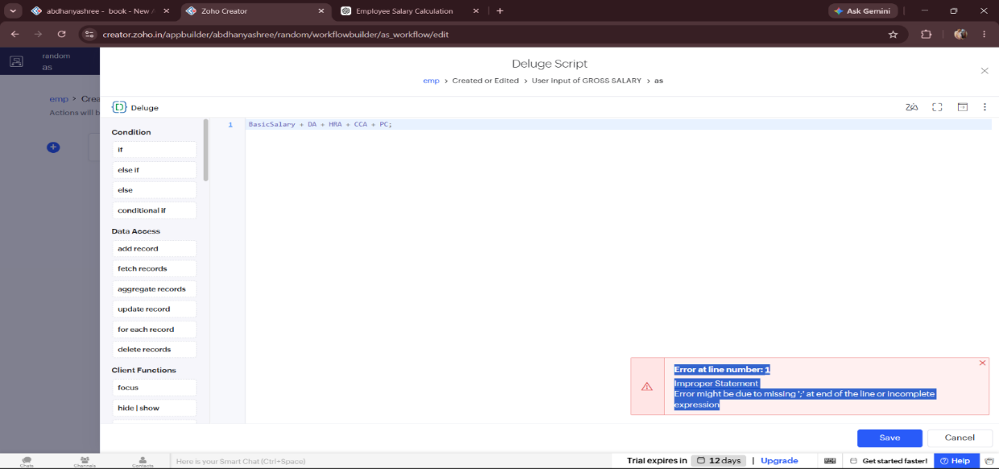 abdhanyashree - book - New A
Zoho Creator
Employee Salary Calculation
Ask Gemini
creator.zoho.in/appbuilder/abdhanyashree/random/workflowbuilder/as_workflow/edit
random
as
Deluge Script
emp > Created or Edited > User Input of GROSS SALARY > as
emp > Crea
Actions will b
Deluge
1 BasicSalary + DA + HRA + CCA + PC;
Condition
if
else if
else
conditional if
Data Access
add record
fetch records
aggregate records
update record
for each record
delete records
Client Functions
focus
hide | show
Error at line number: 1
Improper Statement
Error might be due to missing ';' at end of the line or incomplete
expression
Save
Cancel
Chats
Channels
Contacts
Here is your Smart Chat (Ctrl+Space)
Trial expires in 12 days | Upgrade
Get started faster!
Help